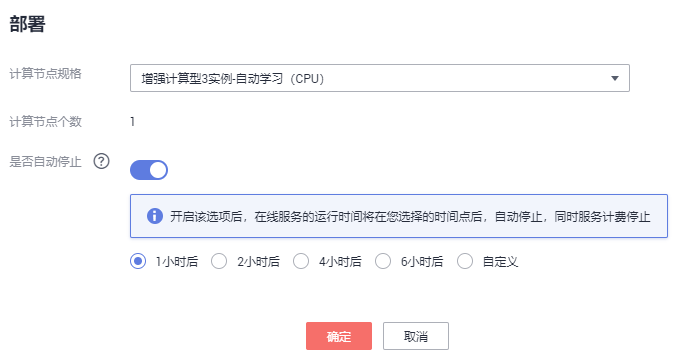 部署
计算节点规格
增强计算型3实例-自动学习（CPU）
计算节点个数
1
是否自动停止 ?
开启该选项后，在线服务的运行时间将在您选择的时间点后，自动停止，同时服务计费停止
1小时后 2小时后 4小时后 6小时后 自定义
确定 取消